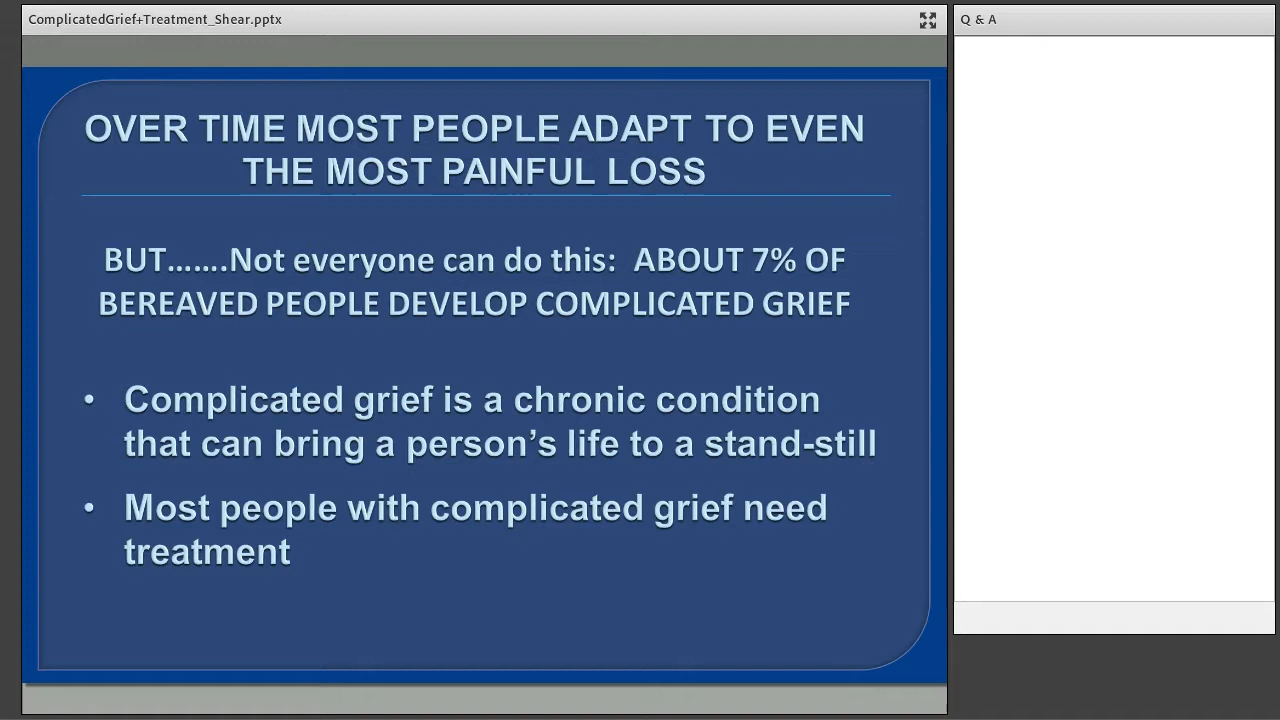 ComplicatedGrief+Treatment_Shear.pptx
Q & A
OVER TIME MOST PEOPLE ADAPT TO EVEN
THE MOST PAINFUL LOSS
BUT…….Not everyone can do this:  ABOUT 7% OF
BEREAVED PEOPLE DEVELOP COMPLICATED GRIEF
• Complicated grief is a chronic condition
that can bring a person’s life to a stand-still
• Most people with complicated grief need
treatment